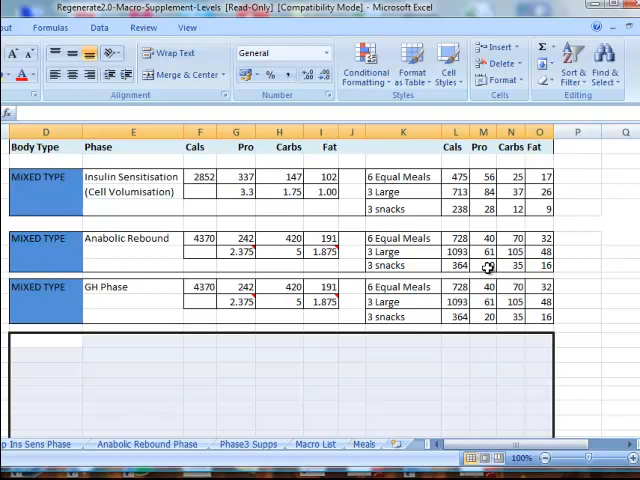 Regenerate2.0-Macro-Supplement-Levels [Read-Only] [Compatibility Mode] - Microsoft Excel
Formulas Data Review View
Wrap Text General Insert Σ
Merge & Center % , Conditional Formatting Format Table Cell Styles Delete Format Sort & Filter Find & Select
Alignment Number Styles Cells Editing
fx
D E F G H I J K L M N O P Q
Body Type Phase Cals Pro Carbs Fat Cals Pro Carbs Fat
MiXED TYPE Insulin Sensitisation 2852 337 147 102 6 Equal Meals 475 56 25 17
(Cell Volumisation) 3.3 1.75 1.00 3 Large 713 84 37 26
3 snacks 238 28 12 9
MiXED TYPE Anabolic Rebound 4370 242 420 191 6 Equal Meals 728 40 70 32
2.375 5 1.875 3 Large 1093 61 105 48
3 snacks 364 35 16
MiXED TYPE GH Phase 4370 242 420 191 6 Equal Meals 728 40 70 32
2.375 5 1.875 3 Large 1093 61 105 48
3 snacks 364 20 35 16
Ins Sens Phase Anabolic Rebound Phase Phase3 Supps Macro List Meals
100%